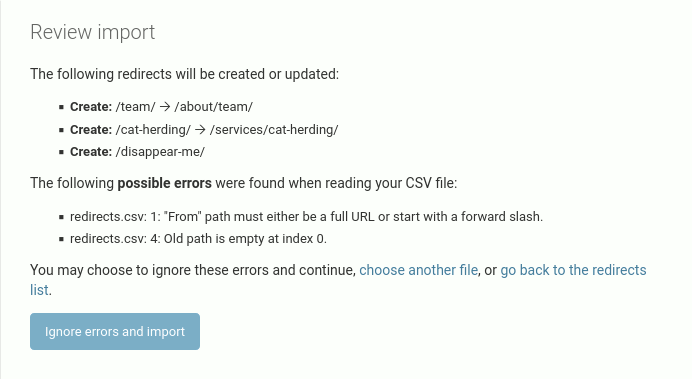 Review import
The following redirects will be created or updated:
Create: /team/ → /about/team/
Create: /cat-herding/ → /services/cat-herding/
Create: /disappear-me/
The following possible errors were found when reading your CSV file:
redirects.csv: 1: "From" path must either be a full URL or start with a forward slash.
redirects.csv: 4: Old path is empty at index 0.
You may choose to ignore these errors and continue, choose another file, or go back to the redirects
list.
Ignore errors and import